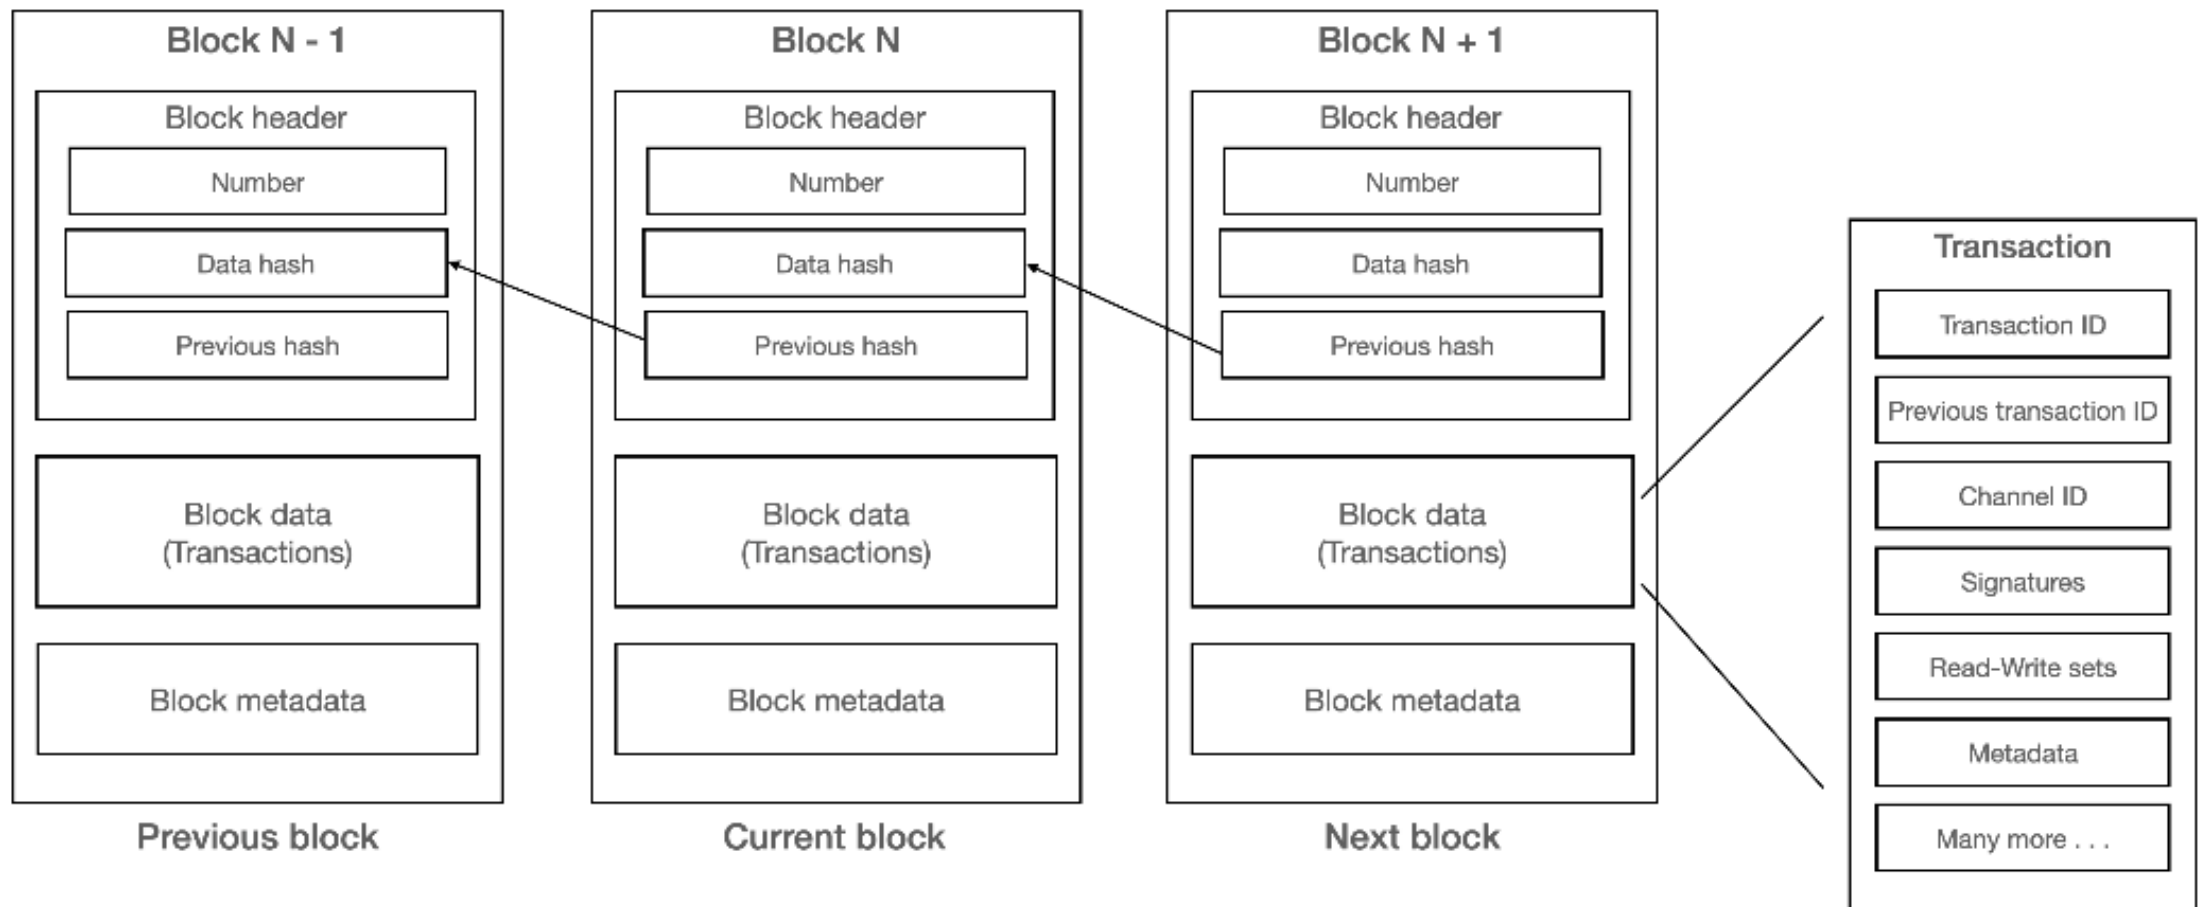 Block N - 1
Block header
Number
Data hash
Previous hash
Block data
(Transactions)
Block metadata
Previous block
Block N
Block header
Number
Data hash
Previous hash
Block data
(Transactions)
Block metadata
Current block
Block N + 1
Block header
Number
Data hash
Previous hash
Block data
(Transactions)
Block metadata
Next block
Transaction
Transaction ID
Previous transaction ID
Channel ID
Signatures
Read-Write sets
Metadata
Many more . . .